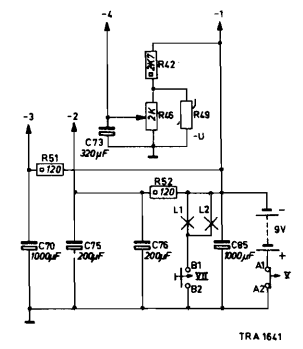 -4
-1
2K7
R42
-3
-2
2K
R46
R49
-U
C73
320µF
R51
120
R52
120
L1
L2
-
9V
+
C70
1000µF
C75
200µF
C76
200µF
C85
1000µF
B1
VII
B2
A1
V
A2
TRA 1641